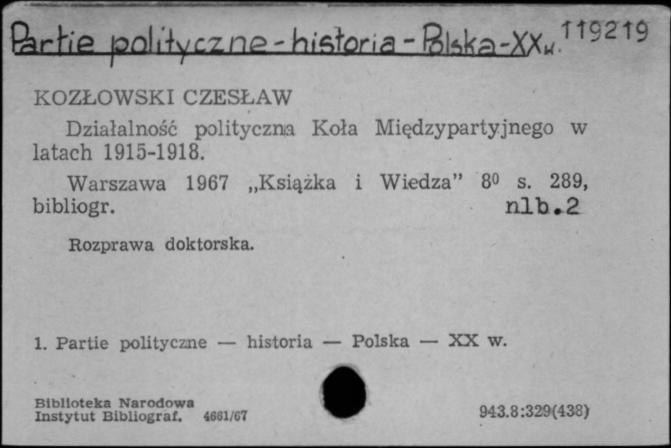 Partie polityczne - historia - Polska - XX w. 119219
KOZŁOWSKI CZESŁAW
Działalność polityczna Koła Międzypartyjnego w
latach 1915-1918.
Warszawa 1967 „Książka i Wiedza” 8⁰ s. 289,
bibliogr. nlb.2
Rozprawa doktorska.
1. Partie polityczne — historia — Polska — XX w.
Biblioteka Narodowa
Instytut Bibliograf. 4661/67 943.8:329(438)